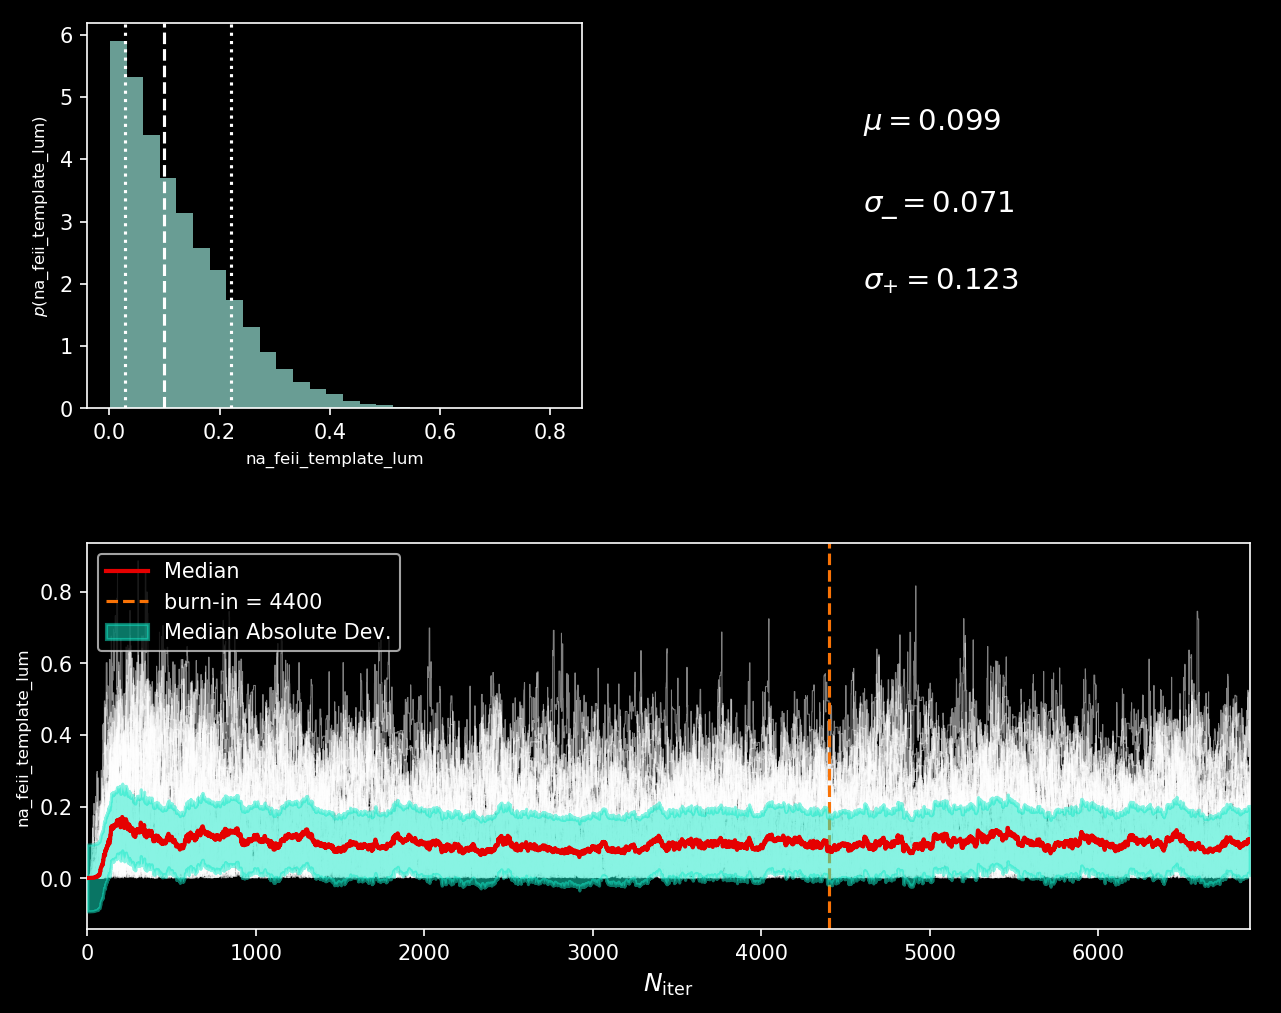 6
5
4
3
2
1
0
p(na_feii_template_lum)
0.0 0.2 0.4 0.6 0.8
na_feii_template_lum
μ = 0.099
σ₋ = 0.071
σ₊ = 0.123
Median
burn-in = 4400
Median Absolute Dev.
0.8
0.6
0.4
0.2
0.0
na_feii_template_lum
0 1000 2000 3000 4000 5000 6000
N_iter